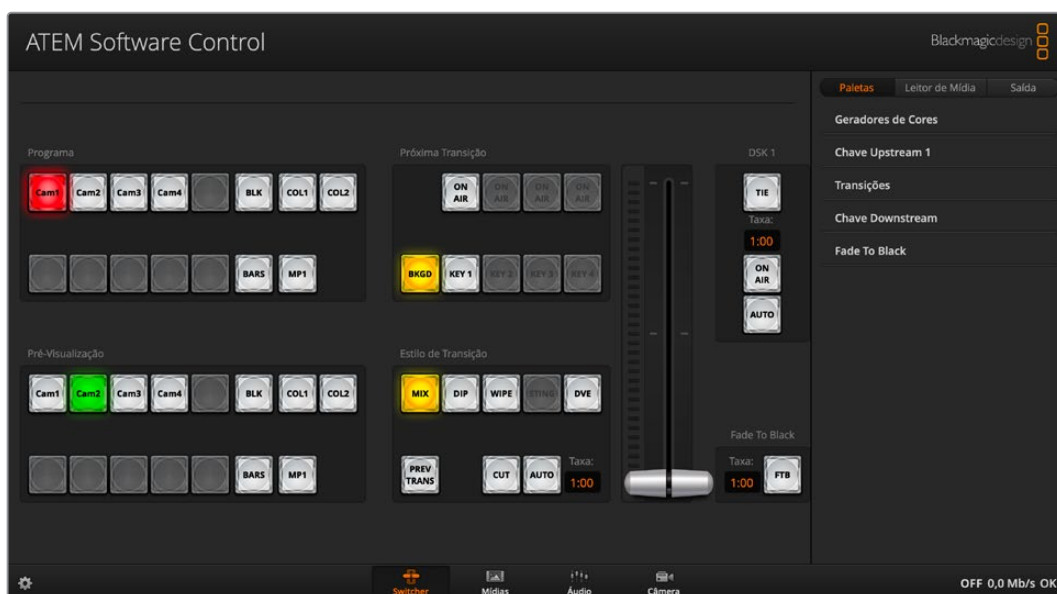 ATEM Software Control
Blackmagicdesign
Paletas Leitor de Mídia Saída
Geradores de Cores
Chave Upstream 1
Transições
Chave Downstream
Fade To Black
Programa
Cam1 Cam2 Cam3 Cam4 BLK COL1 COL2
BARS MP1
Próxima Transição
ON AIR ON AIR ON AIR ON AIR
BKGD KEY 1 KEY 2 KEY 3 KEY 4
DSK 1
TIE
Taxa:
1:00
ON AIR
AUTO
Pré-Visualização
Cam1 Cam2 Cam3 Cam4 BLK COL1 COL2
BARS MP1
Estilo de Transição
MIX DIP WIPE STING DVE
PREV TRANS CUT AUTO
Taxa:
1:00
Fade To Black
Taxa:
1:00
FTB
Switcher Mídias Áudio Câmera
OFF 0,0 Mb/s OK